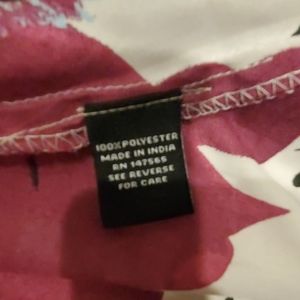 100%POLYESTER
MADE IN INDIA
RN 147565
SEE REVERSE
FOR CARE